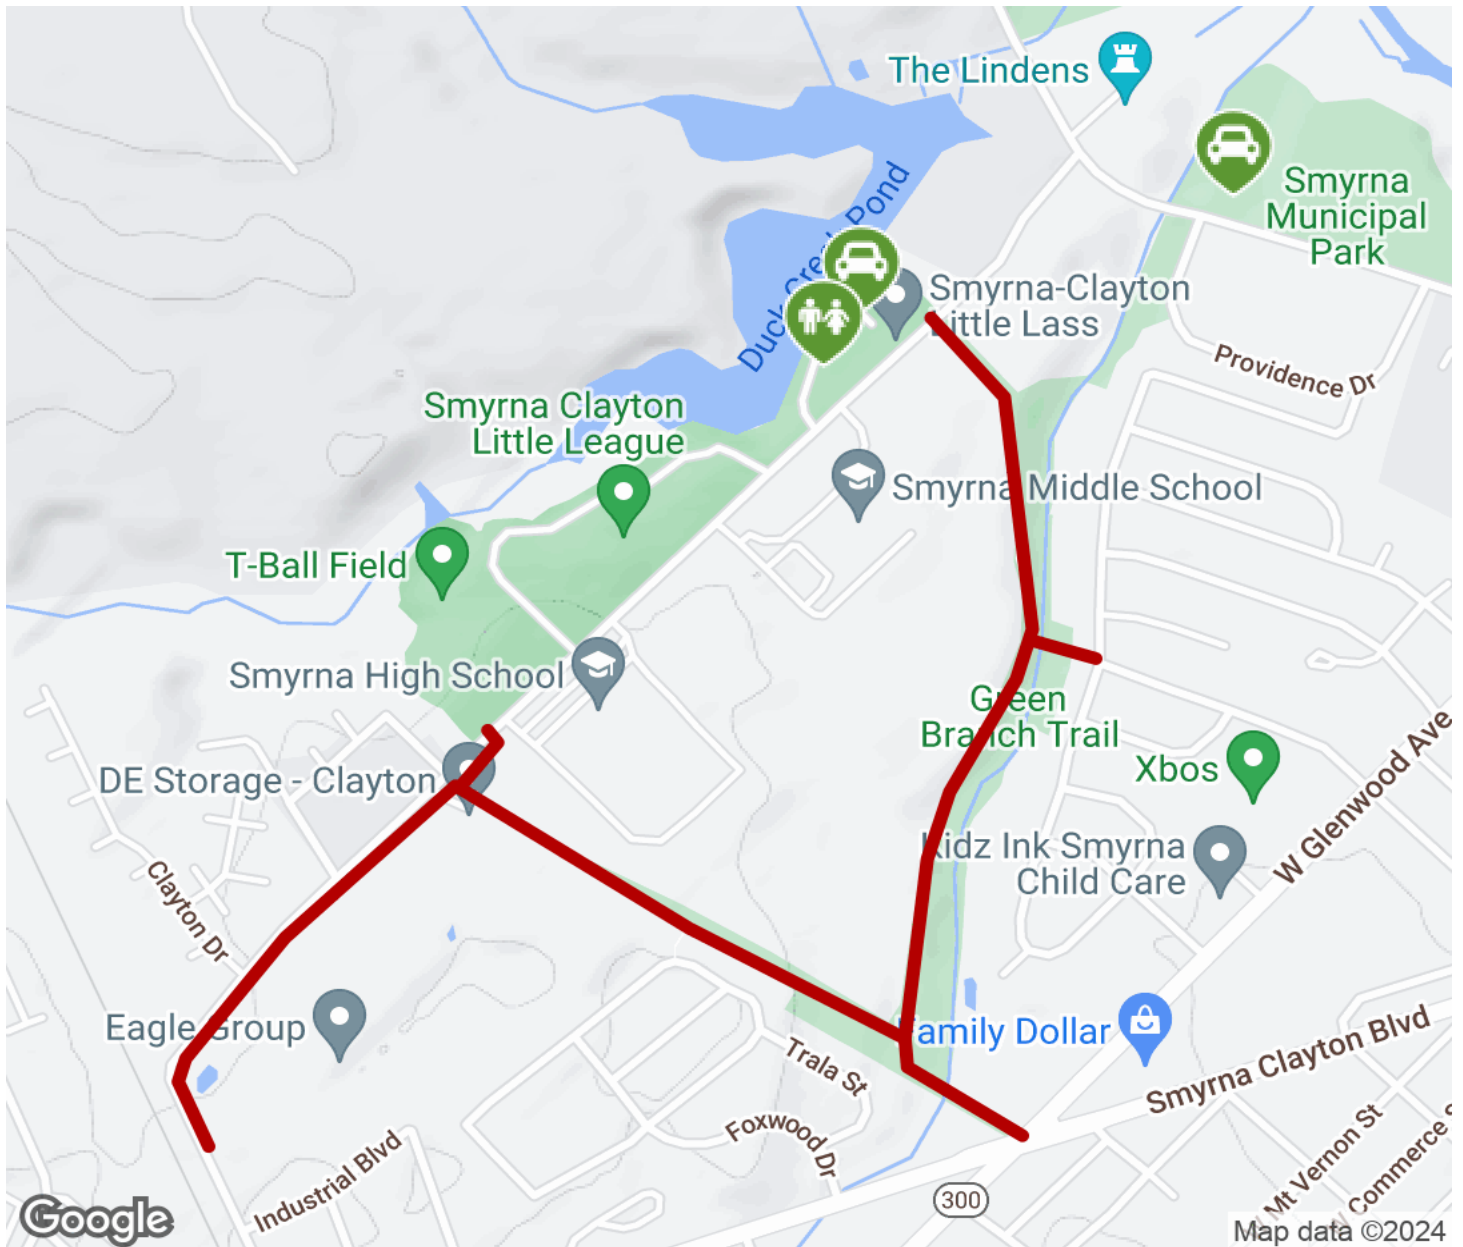 The Lindens
Smyrna
Municipal
Park
Duck Creek Pond
Smyrna-Clayton
Little Lass
Providence Dr
Smyrna Clayton
Little League
Smyrna Middle School
T-Ball Field
Smyrna High School
Green
Branch Trail
Xbos
W Glenwood Ave
DE Storage - Clayton
Kidz Ink Smyrna
Child Care
Clayton Dr
Eagle Group
Family Dollar
Smyrna Clayton Blvd
Trala St
Foxwood Dr
Industrial Blvd
W Mt Vernon St
W Commerce S
300
Google
Map data ©2024